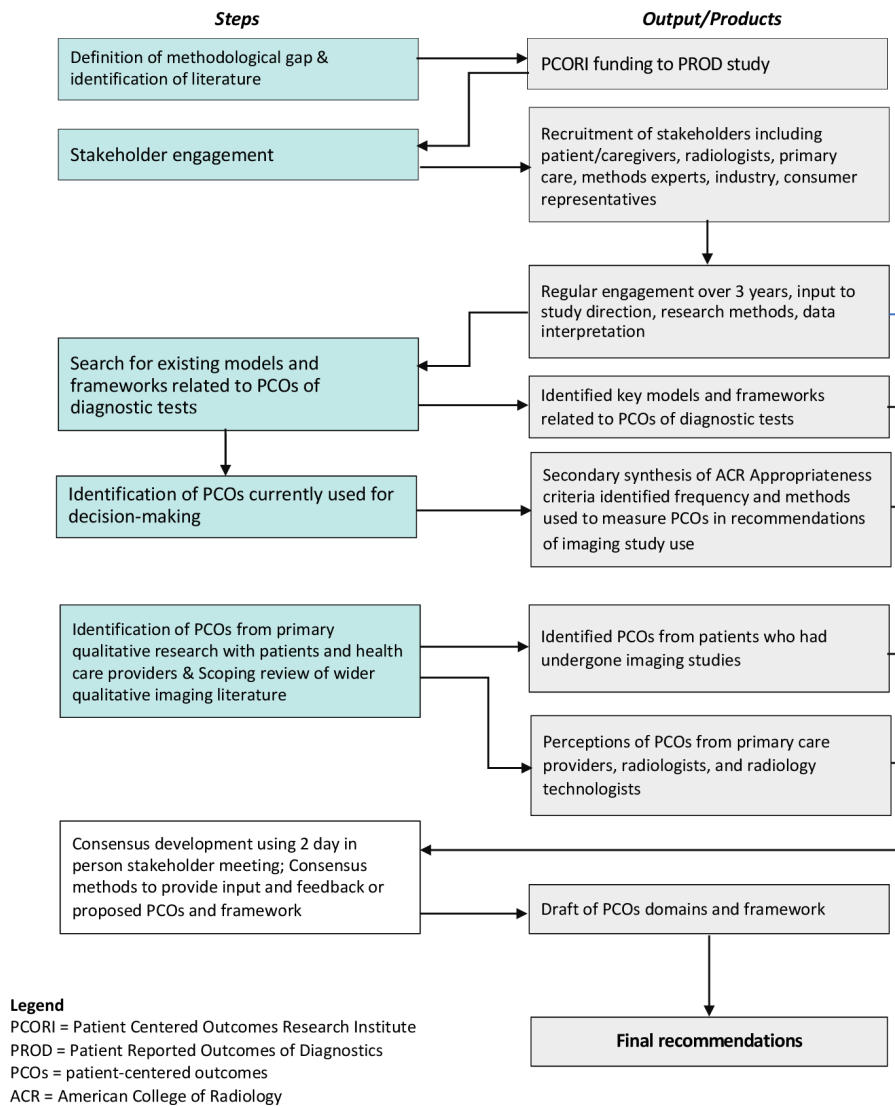 Steps
Output/Products
Definition of methodological gap &
identification of literature
PCORI funding to PROD study
Stakeholder engagement
Recruitment of stakeholders including
patient/caregivers, radiologists, primary
care, methods experts, industry, consumer
representatives
Regular engagement over 3 years, input to
study direction, research methods, data
interpretation
Search for existing models and
frameworks related to PCOs of
diagnostic tests
Identified key models and frameworks
related to PCOs of diagnostic tests
Identification of PCOs currently used for
decision-making
Secondary synthesis of ACR Appropriateness
criteria identified frequency and methods
used to measure PCOs in recommendations
of imaging study use
Identification of PCOs from primary
qualitative research with patients and health
care providers & Scoping review of wider
qualitative imaging literature
Identified PCOs from patients who had
undergone imaging studies
Perceptions of PCOs from primary care
providers, radiologists, and radiology
technologists
Consensus development using 2 day in
person stakeholder meeting; Consensus
methods to provide input and feedback or
proposed PCOs and framework
Draft of PCOs domains and framework
Final recommendations
Legend
PCORI = Patient Centered Outcomes Research Institute
PROD = Patient Reported Outcomes of Diagnostics
PCOs = patient-centered outcomes
ACR = American College of Radiology